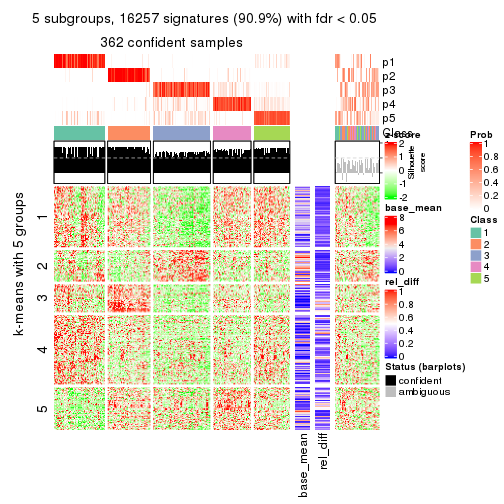 5 subgroups, 16257 signatures (90.9%) with fdr < 0.05
362 confident samples
p1
p2
p3
p4
p5
Class
Silhouette
score
k-means with 5 groups
1
2
3
4
5
base_mean
rel_diff
z-score
2
1
0
-1
-2
base_mean
8
6
4
2
0
rel_diff
1
0.8
0.6
0.4
0.2
0
Status (barplots)
confident
ambiguous
Prob
1
0.8
0.6
0.4
0.2
0
Class
1
2
3
4
5